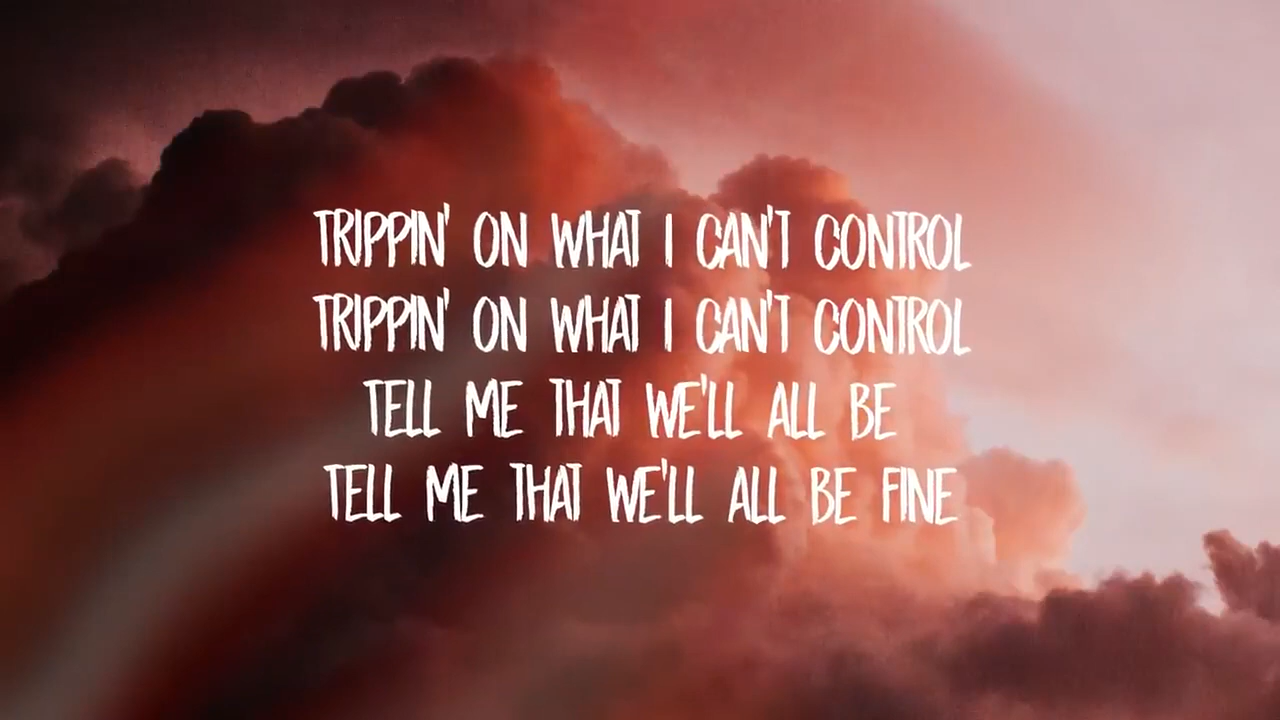 TRIPPIN' ON WHAT I CAN'T CONTROL
TRIPPIN' ON WHAT I CAN'T CONTROL
TELL ME THAT WE'LL ALL BE
TELL ME THAT WE'LL ALL BE FINE